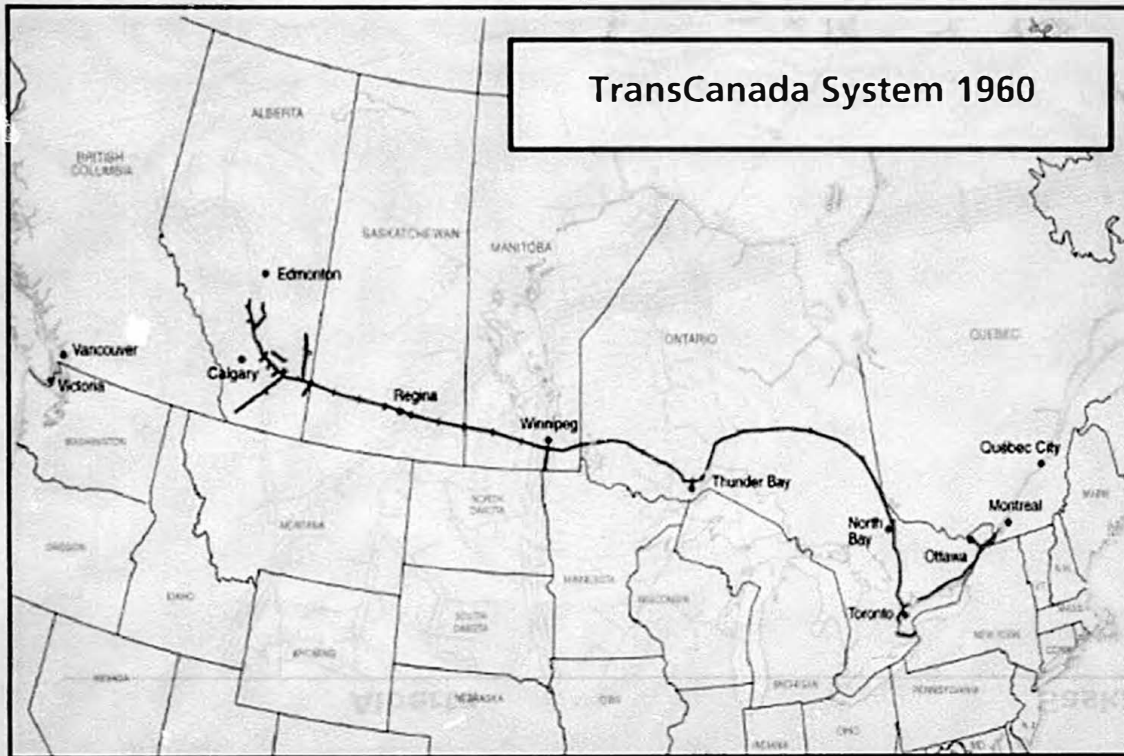 TransCanada System 1960
ALBERTA
BRITISH
COLUMBIA
SASKATCHEWAN
MANITOBA
Edmonton
ONTARIO
QUEBEC
Vancouver
Calgary
Victoria
Regina
Winnipeg
WASHINGTON
Québec City
Thunder Bay
MAINE
NORTH
DAKOTA
Montreal
MONTANA
North
Bay
Ottawa
OREGON
MINNESOTA
IDAHO
WISCONSIN
SOUTH
DAKOTA
Toronto
NEW YORK
WYOMING
NEVADA
NEBRASKA
MICHIGAN
PENNSYLVANIA
INDIANA
OHIO
MD